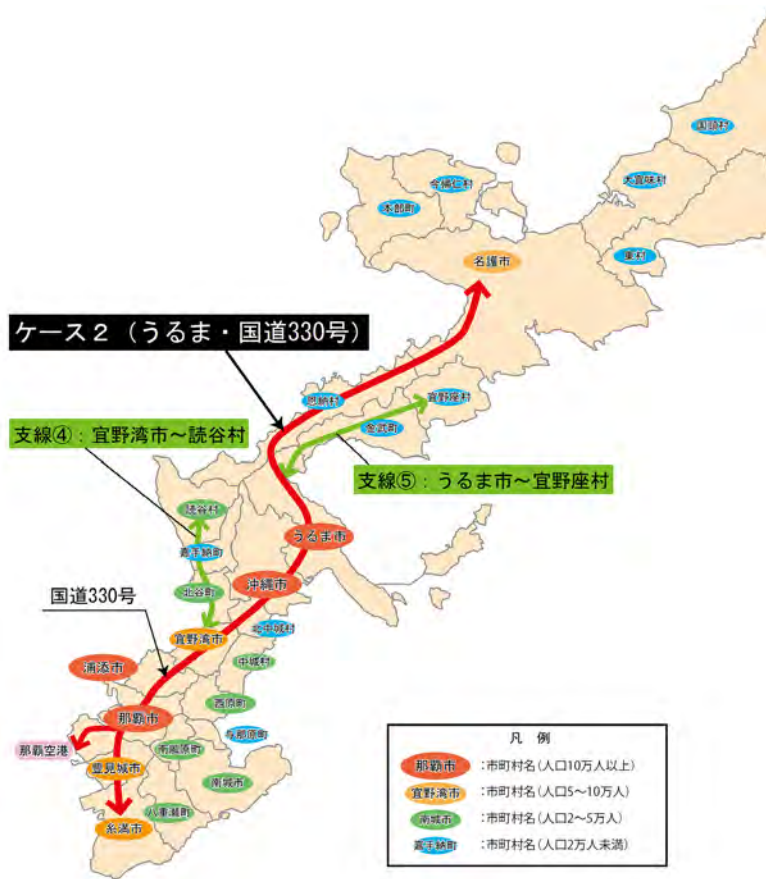 国頭村
大宜味村
今帰仁村
本部町
東村
名護市
ケース２（うるま・国道330号）
恩納村
宜野座村
金武町
支線④：宜野湾市～読谷村
支線⑤：うるま市～宜野座村
読谷村
うるま市
嘉手納町
沖縄市
北谷町
国道330号
北中城村
宜野湾市
中城村
浦添市
西原町
那覇市
与那原町
那覇空港
南風原町
豊見城市
南城市
八重瀬町
糸満市
凡　例
那覇市 ：市町村名（人口10万人以上）
宜野湾市 ：市町村名（人口5～10万人）
南城市 ：市町村名（人口2～5万人）
嘉手納町 ：市町村名（人口2万人未満）